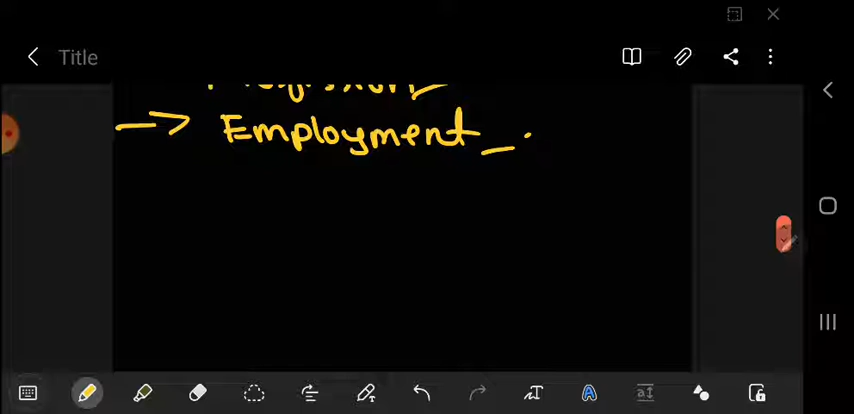 Title
→ Employment _